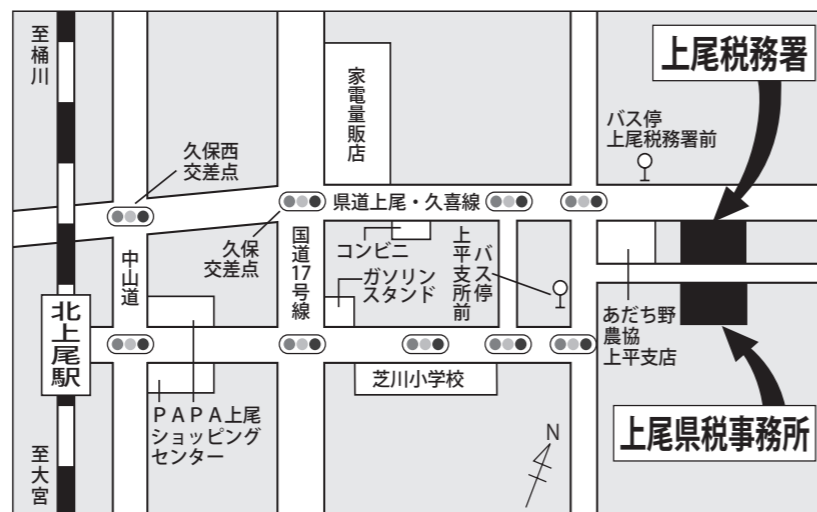 至桶川
家電量販店
上尾税務署
バス停
上尾税務署前
久保西
交差点
県道上尾・久喜線
久保
交差点
中山道
国道17号線
コンビニ
ガソリン
スタンド
バス停
上平支所前
あだち野
農協
上平支店
北上尾駅
芝川小学校
PAPA上尾
ショッピング
センター
上尾県税事務所
至大宮
N